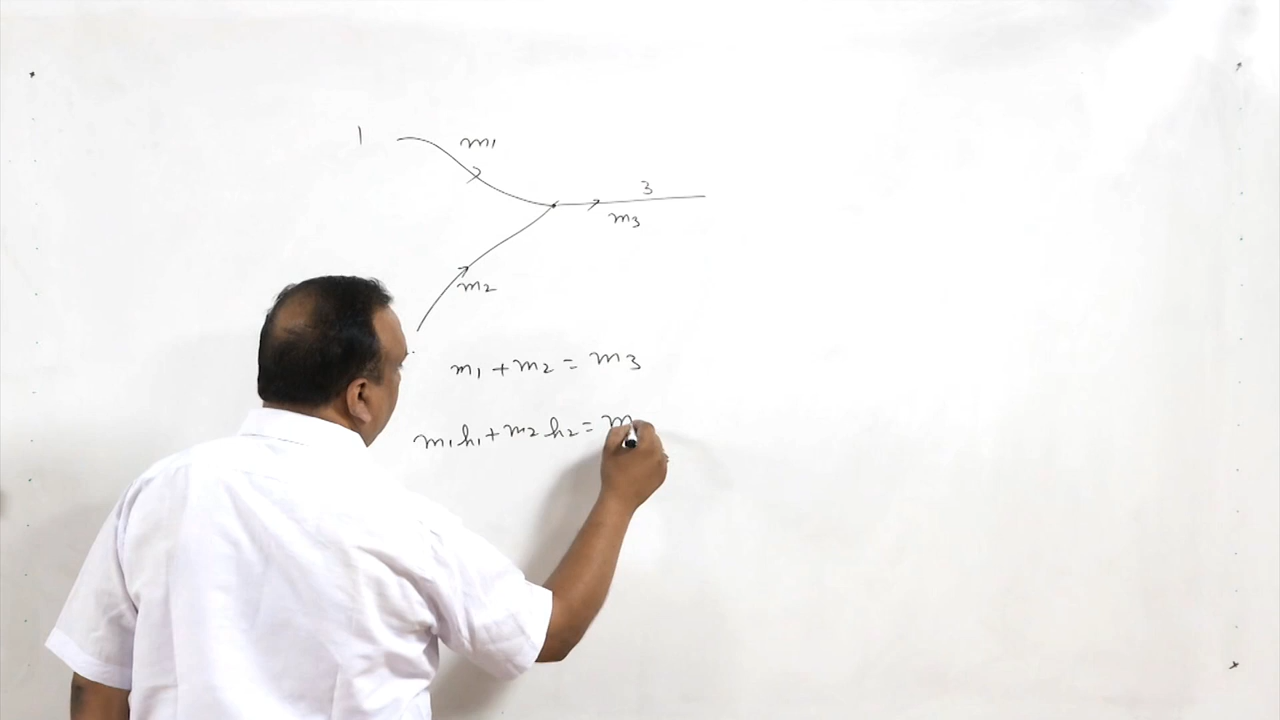 1
m1
3
m3
m2
m1 + m2 = m3
m1h1 + m2 h2 = m